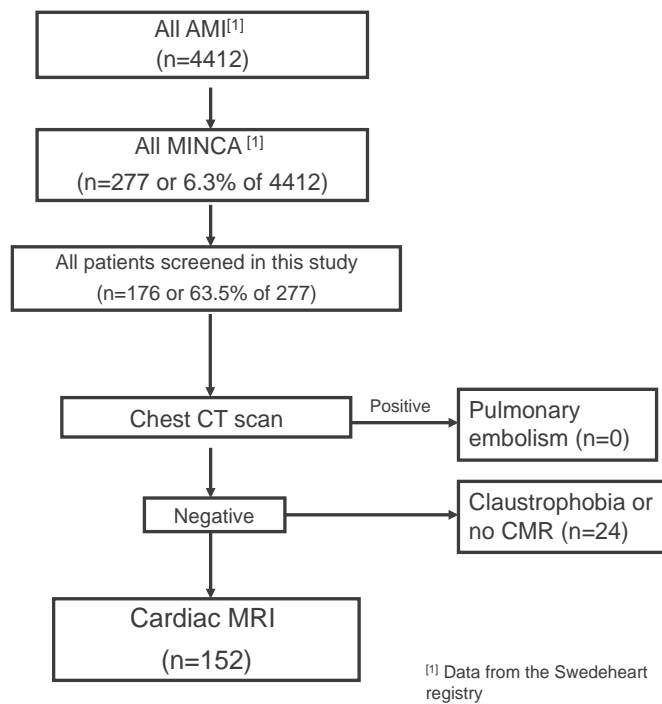 All AMI[1]
(n=4412)
All MINCA [1]
(n=277 or 6.3% of 4412)
All patients screened in this study
(n=176 or 63.5% of 277)
Chest CT scan
Positive
Pulmonary
embolism (n=0)
Negative
Claustrophobia or
no CMR (n=24)
Cardiac MRI
(n=152)
[1] Data from the Swedeheart
registry